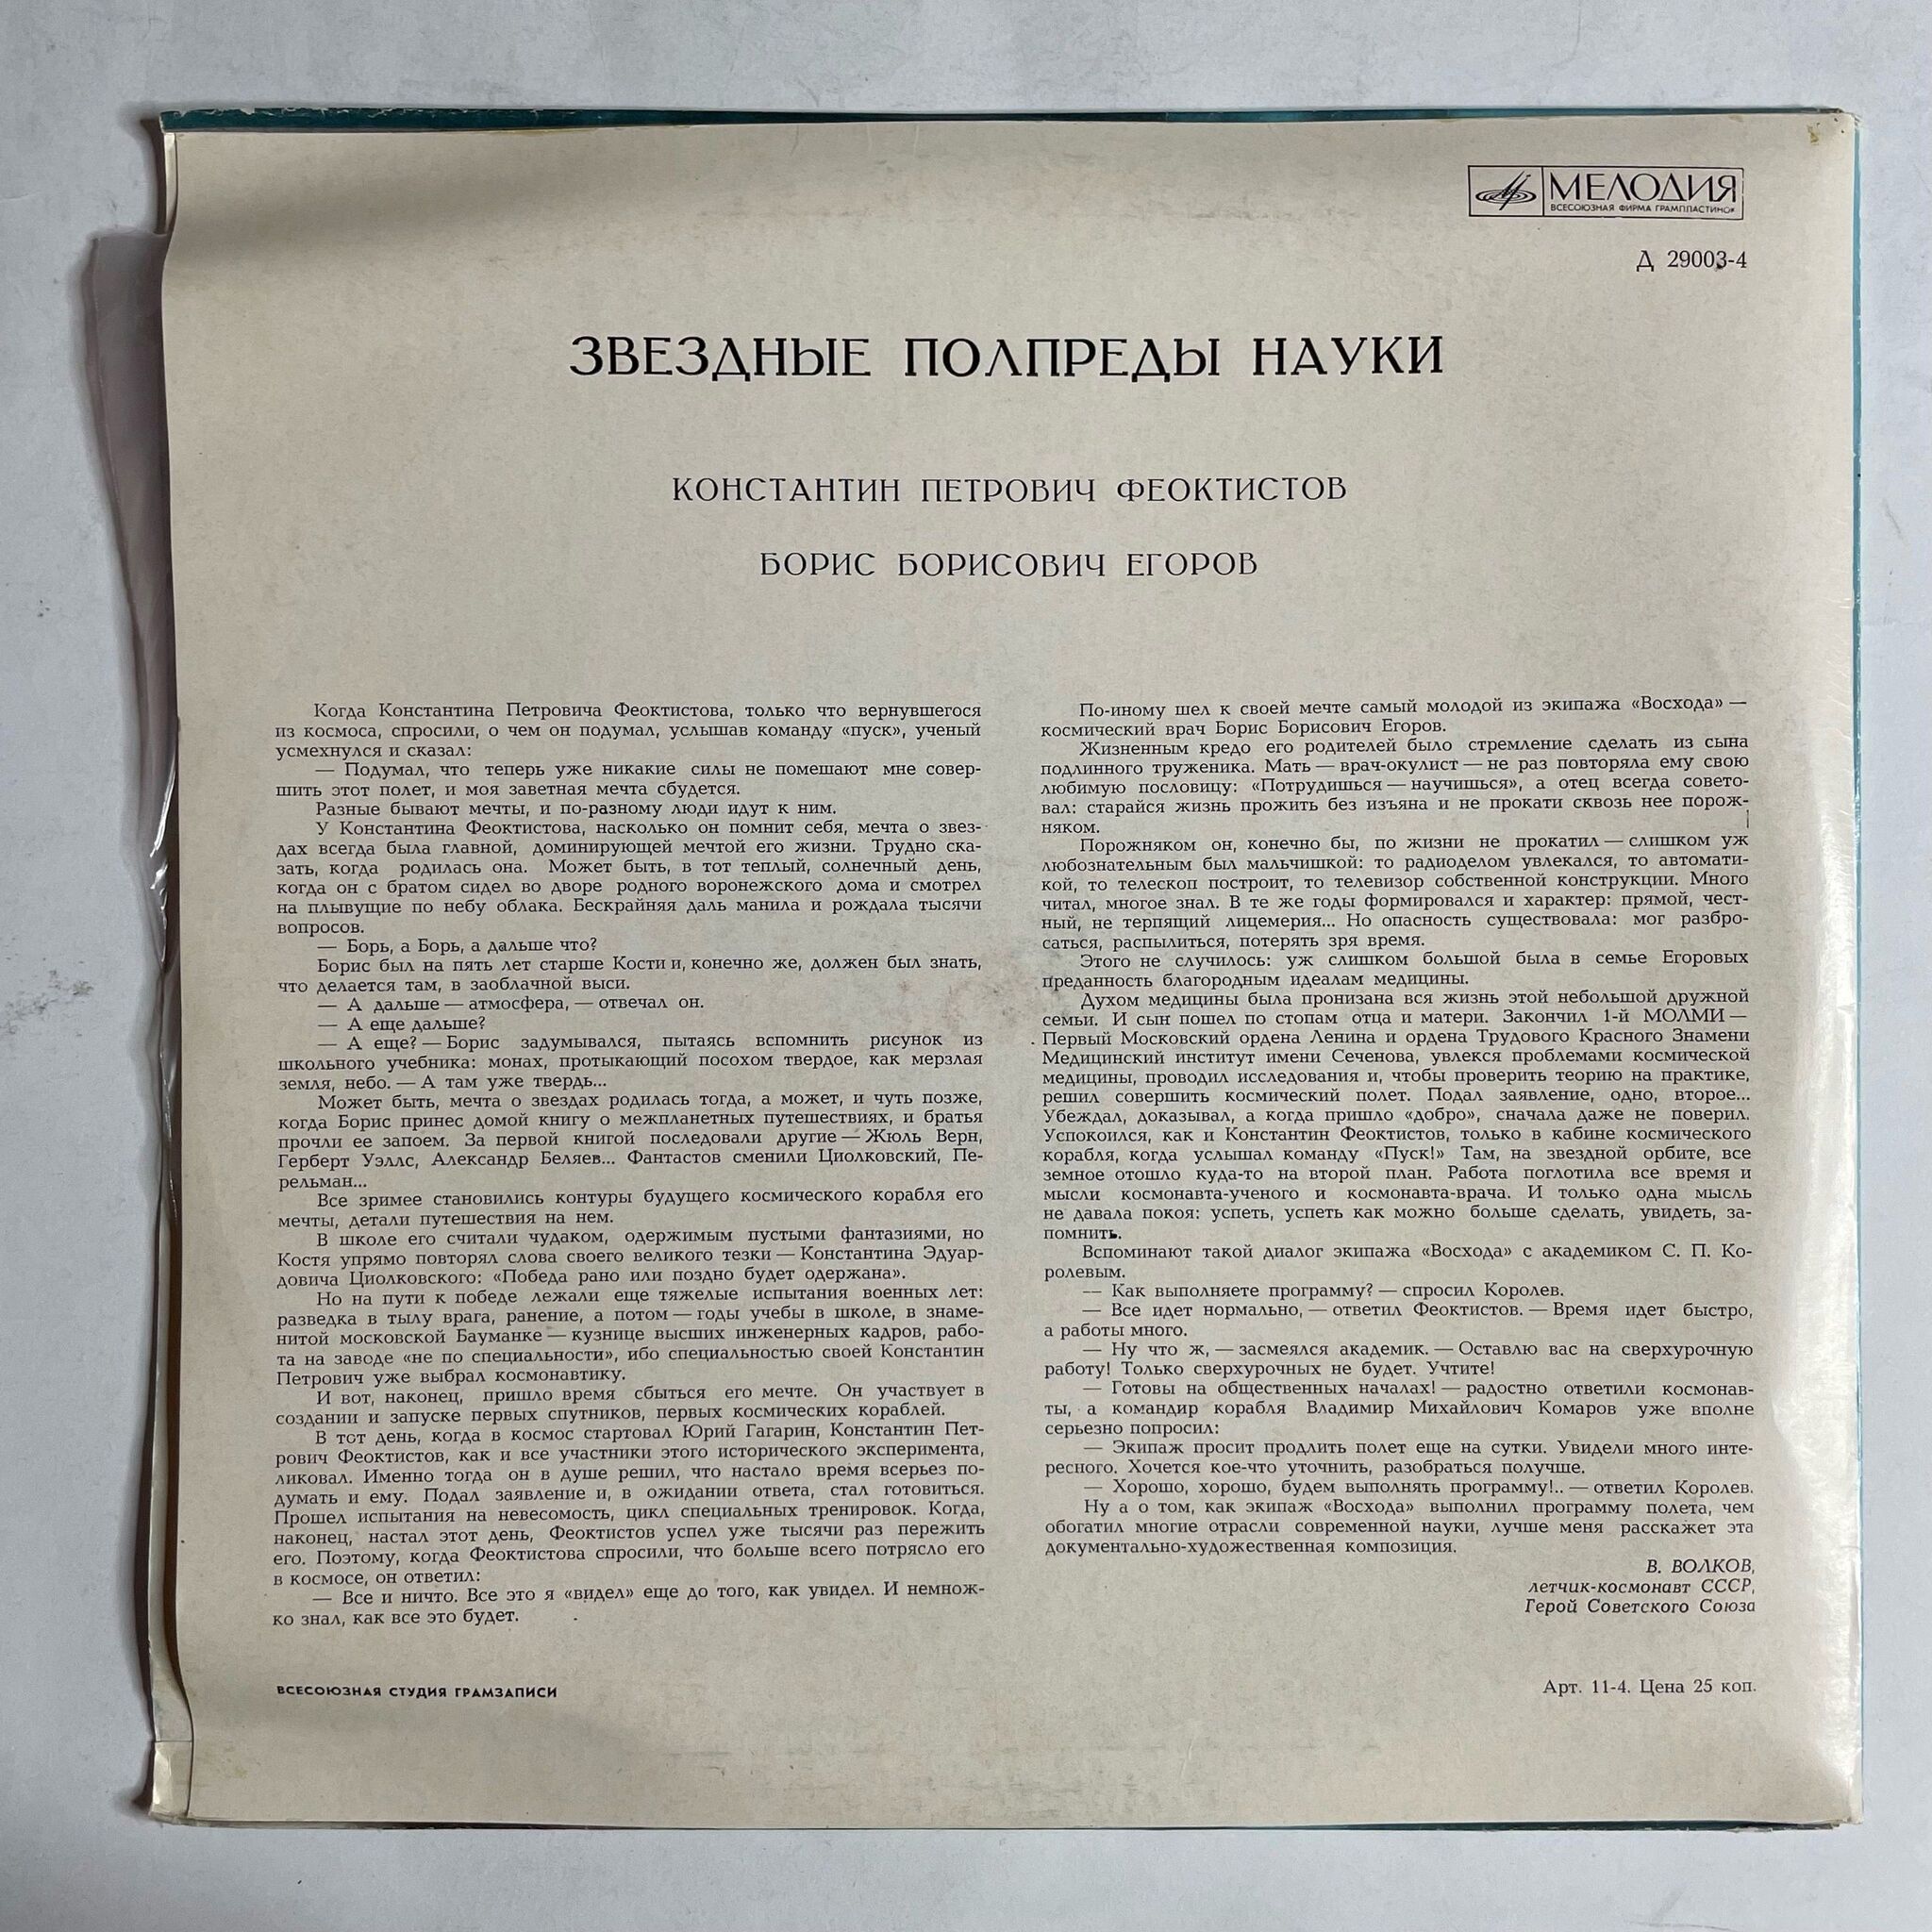 МЕЛОДИЯ
ВСЕСОЮЗНАЯ ФИРМА ГРАМПЛАСТИНОК
Д 29003-4
ЗВЕЗДНЫЕ ПОЛПРЕДЫ НАУКИ
КОНСТАНТИН ПЕТРОВИЧ ФЕОКТИСТОВ
БОРИС БОРИСОВИЧ ЕГОРОВ
Когда Константина Петровича Феоктистова, только что вернувшегося
из космоса, спросили, о чем он подумал, услышав команду «пуск», ученый
усмехнулся и сказал:
— Подумал, что теперь уже никакие силы не помешают мне совер-
шить этот полет, и моя заветная мечта сбудется.
Разные бывают мечты, и по-разному люди идут к ним.
У Константина Феоктистова, насколько он помнит себя, мечта о звез-
дах всегда была главной, доминирующей мечтой его жизни. Трудно ска-
зать, когда родилась она. Может быть, в тот теплый, солнечный день,
когда он с братом сидел во дворе родного воронежского дома и смотрел
на плывущие по небу облака. Бескрайняя даль манила и рождала тысячи
вопросов.
— Борь, а Борь, а дальше что?
Борис был на пять лет старше Кости и, конечно же, должен был знать,
что делается там, в заоблачной выси.
— А дальше — атмосфера, — отвечал он.
— А еще дальше?
— А еще? — Борис задумывался, пытаясь вспомнить рисунок из
школьного учебника: монах, протыкающий посохом твердое, как мерзлая
земля, небо. — А там уже твердь...
Может быть, мечта о звездах родилась тогда, а может, и чуть позже,
когда Борис принес домой книгу о межпланетных путешествиях, и братья
прочли ее запоем. За первой книгой последовали другие — Жюль Верн,
Герберт Уэллс, Александр Беляев... Фантастов сменили Циолковский, Пе-
рельман...
Все зримее становились контуры будущего космического корабля его
мечты, детали путешествия на нем.
В школе его считали чудаком, одержимым пустыми фантазиями, но
Костя упрямо повторял слова своего великого тезки — Константина Эдуар-
довича Циолковского: «Победа рано или поздно будет одержана».
Но на пути к победе лежали еще тяжелые испытания военных лет:
разведка в тылу врага, ранение, а потом — годы учебы в школе, в знаме-
нитой московской Бауманке — кузнице высших инженерных кадров, рабо-
та на заводе «не по специальности», ибо специальностью своей Константин
Петрович уже выбрал космонавтику.
И вот, наконец, пришло время сбыться его мечте. Он участвует в
создании и запуске первых спутников, первых космических кораблей.
В тот день, когда в космос стартовал Юрий Гагарин, Константин Пет-
рович Феоктистов, как и все участники этого исторического эксперимента,
ликовал. Именно тогда он в душе решил, что настало время всерьез по-
думать и ему. Подал заявление и, в ожидании ответа, стал готовиться.
Прошел испытания на невесомость, цикл специальных тренировок. Когда,
наконец, настал этот день, Феоктистов успел уже тысячи раз пережить
его. Поэтому, когда Феоктистова спросили, что больше всего потрясло его
в космосе, он ответил:
— Все и ничто. Все это я «видел» еще до того, как увидел. И немнож-
ко знал, как все это будет.
По-иному шел к своей мечте самый молодой из экипажа «Восхода» —
космический врач Борис Борисович Егоров.
Жизненным кредо его родителей было стремление сделать из сына
подлинного труженика. Мать — врач-окулист — не раз повторяла ему свою
любимую пословицу: «Потрудишься — научишься», а отец всегда совето-
вал: старайся жизнь прожить без изъяна и не прокати сквозь нее порож-
няком.
Порожняком он, конечно бы, по жизни не прокатил — слишком уж
любознательным был мальчишкой: то радиоделом увлекался, то автомати-
кой, то телескоп построит, то телевизор собственной конструкции. Много
читал, многое знал. В те же годы формировался и характер: прямой, чест-
ный, не терпящий лицемерия... Но опасность существовала: мог разбро-
саться, распылиться, потерять зря время.
Этого не случилось: уж слишком большой была в семье Егоровых
преданность благородным идеалам медицины.
Духом медицины была пронизана вся жизнь этой небольшой дружной
семьи. И сын пошел по стопам отца и матери. Закончил 1-й МОЛМИ —
Первый Московский ордена Ленина и ордена Трудового Красного Знамени
Медицинский институт имени Сеченова, увлекся проблемами космической
медицины, проводил исследования и, чтобы проверить теорию на практике,
решил совершить космический полет. Подал заявление, одно, второе...
Убеждал, доказывал, а когда пришло «добро», сначала даже не поверил.
Успокоился, как и Константин Феоктистов, только в кабине космического
корабля, когда услышал команду «Пуск!» Там, на звездной орбите, все
земное отошло куда-то на второй план. Работа поглотила все время и
мысли космонавта-ученого и космонавта-врача. И только одна мысль
не давала покоя: успеть, успеть как можно больше сделать, увидеть, за-
помнить.
Вспоминают такой диалог экипажа «Восхода» с академиком С. П. Ко-
ролевым.
— Как выполняете программу? — спросил Королев.
— Все идет нормально, — ответил Феоктистов. — Время идет быстро,
а работы много.
— Ну что ж, — засмеялся академик. — Оставлю вас на сверхурочную
работу! Только сверхурочных не будет. Учтите!
— Готовы на общественных началах! — радостно ответили космонав-
ты, а командир корабля Владимир Михайлович Комаров уже вполне
серьезно попросил:
— Экипаж просит продлить полет еще на сутки. Увидели много инте-
ресного. Хочется кое-что уточнить, разобраться получше.
— Хорошо, хорошо, будем выполнять программу!.. — ответил Королев.
Ну а о том, как экипаж «Восхода» выполнил программу полета, чем
обогатил многие отрасли современной науки, лучше меня расскажет эта
документально-художественная композиция.
В. ВОЛКОВ,
летчик-космонавт СССР,
Герой Советского Союза
ВСЕСОЮЗНАЯ СТУДИЯ ГРАМЗАПИСИ
Арт. 11-4. Цена 25 коп.